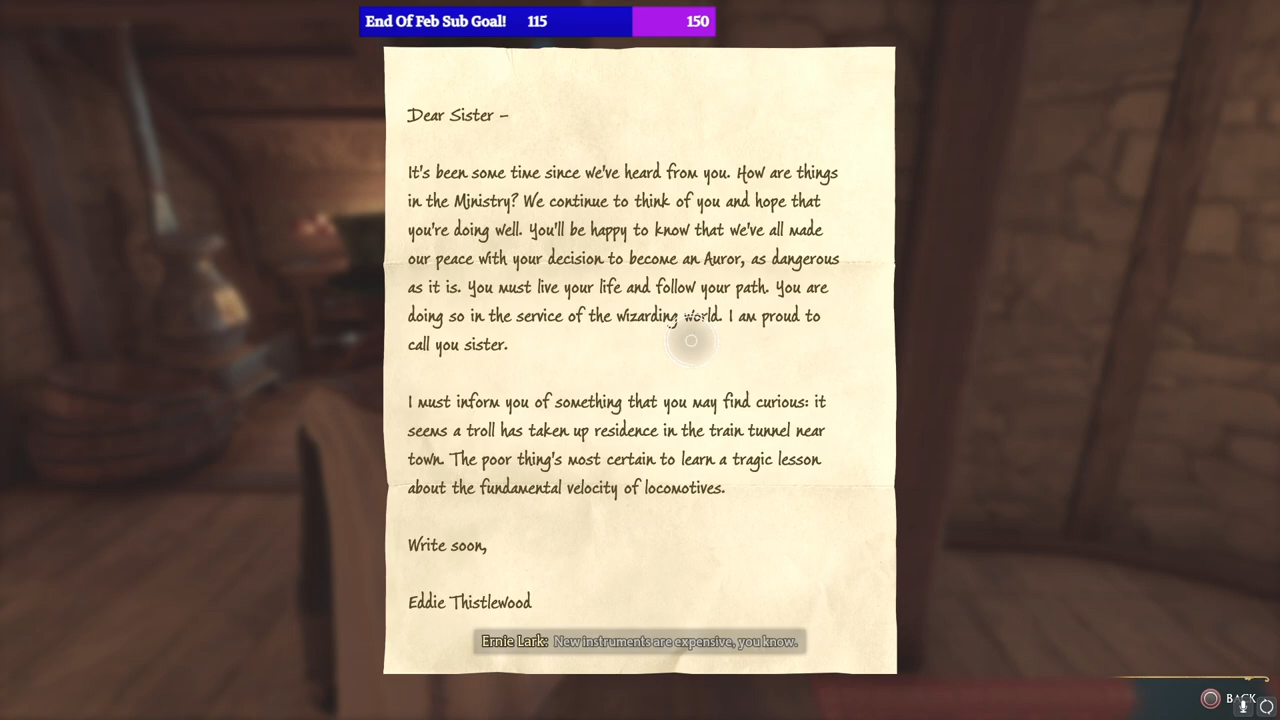 End Of Feb Sub Goal! 115 150
Dear Sister –
It's been some time since we've heard from you. How are things
in the Ministry? We continue to think of you and hope that
you're doing well. You'll be happy to know that we've all made
our peace with your decision to become an Auror, as dangerous
as it is. You must live your life and follow your path. You are
doing so in the service of the wizarding world. I am proud to
call you sister.
I must inform you of something that you may find curious: it
seems a troll has taken up residence in the train tunnel near
town. The poor thing's most certain to learn a tragic lesson
about the fundamental velocity of locomotives.
Write soon,
Eddie Thistlewood
Ernie Lark: New instruments are expensive, you know.
BACK